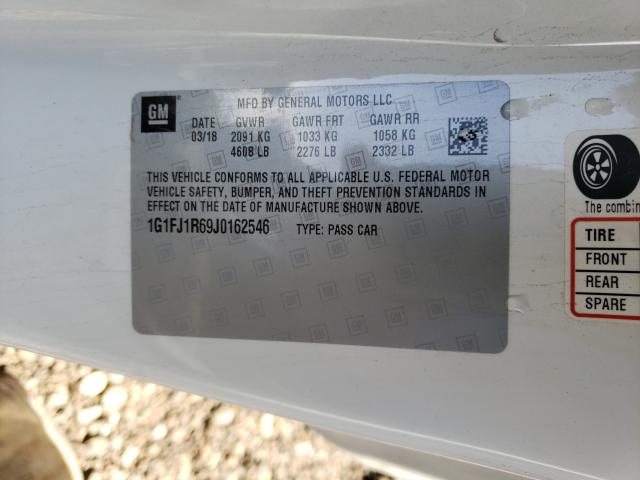 GM
MFD BY GENERAL MOTORS LLC
DATE GVWR GAWR FRT GAWR RR
03/18 2091 KG 1033 KG 1058 KG
4608 LB 2276 LB 2332 LB
THIS VEHICLE CONFORMS TO ALL APPLICABLE U.S. FEDERAL MOTOR
VEHICLE SAFETY, BUMPER, AND THEFT PREVENTION STANDARDS IN
EFFECT ON THE DATE OF MANUFACTURE SHOWN ABOVE.
1G1FJ1R69J0162546 TYPE: PASS CAR
The combin
TIRE
FRONT
REAR
SPARE